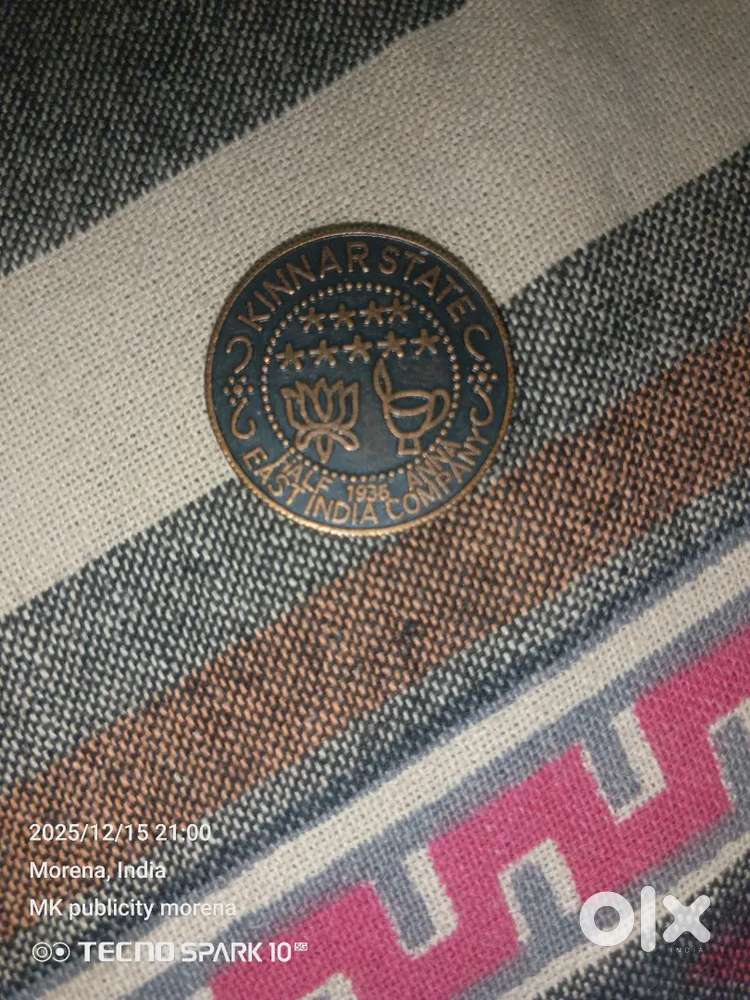 KINNAR STATE
HALF 1936 ANNA
EAST INDIA COMPANY
2025/12/15 21:00
Morena, India
MK publicity morena
TECNO SPARK 10 5G
olx
INDIA